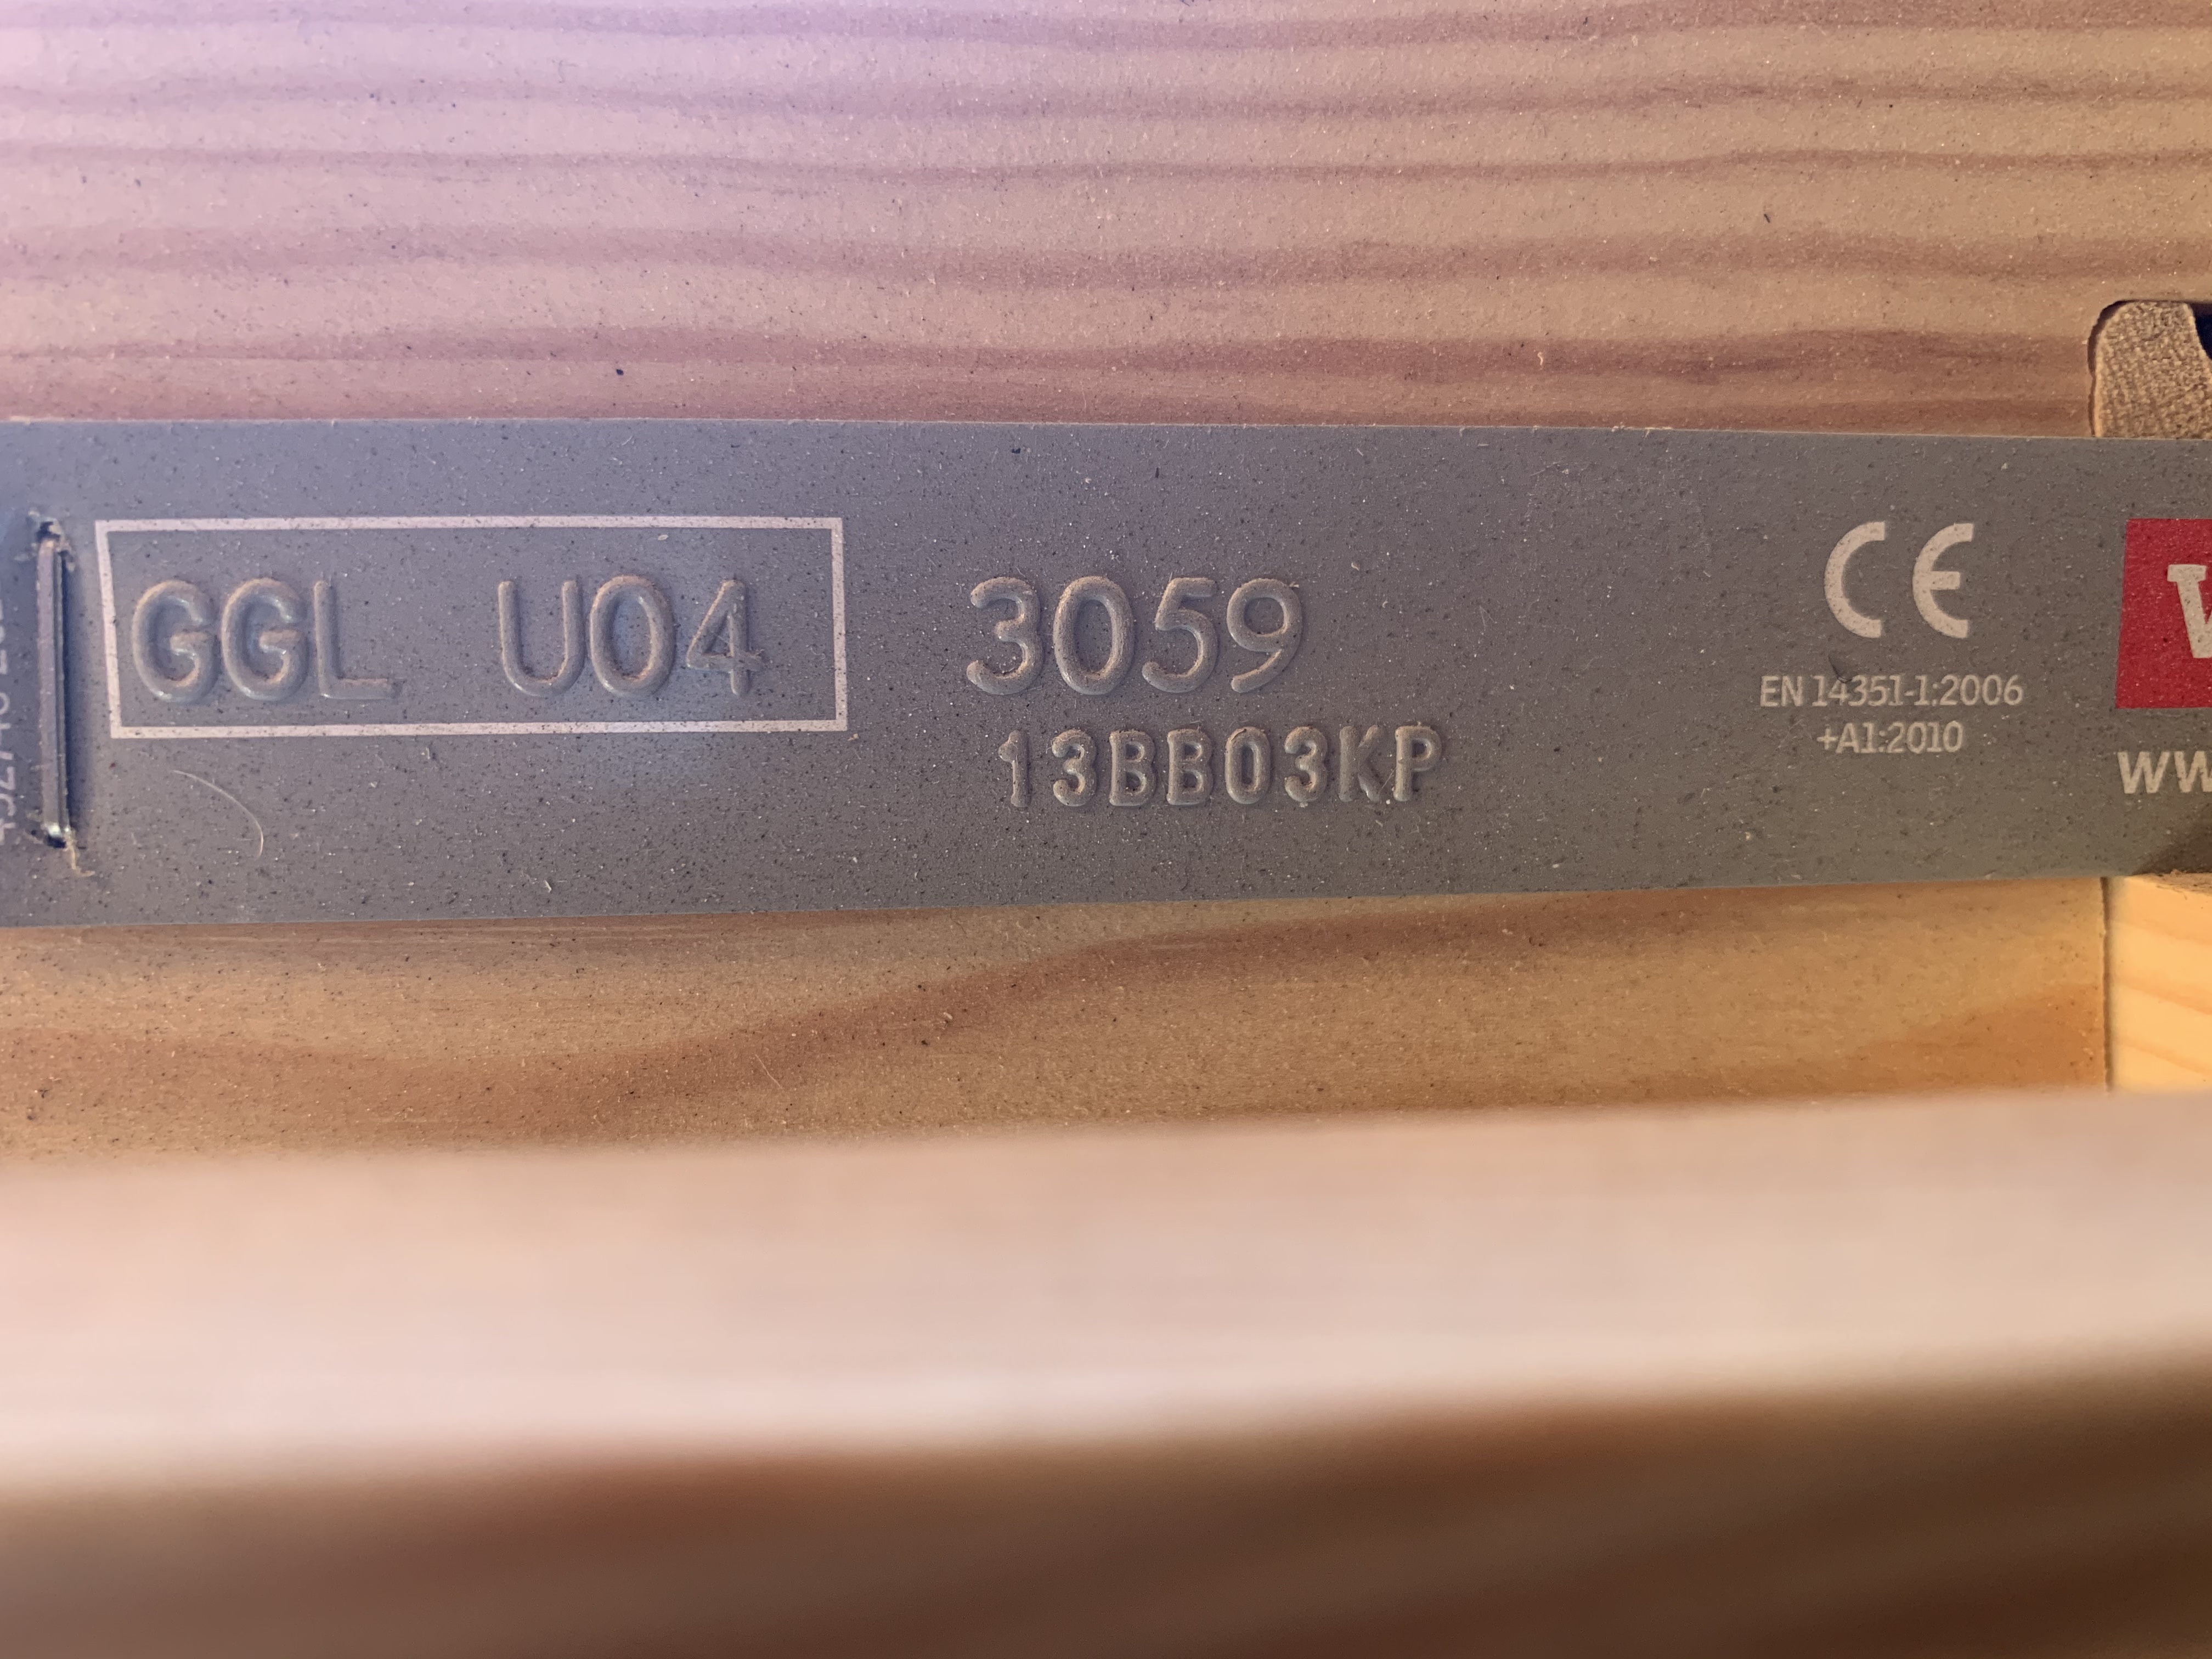 GGL U04 3059
13BB03KP
CE
EN 14351-1:2006
+A1:2010